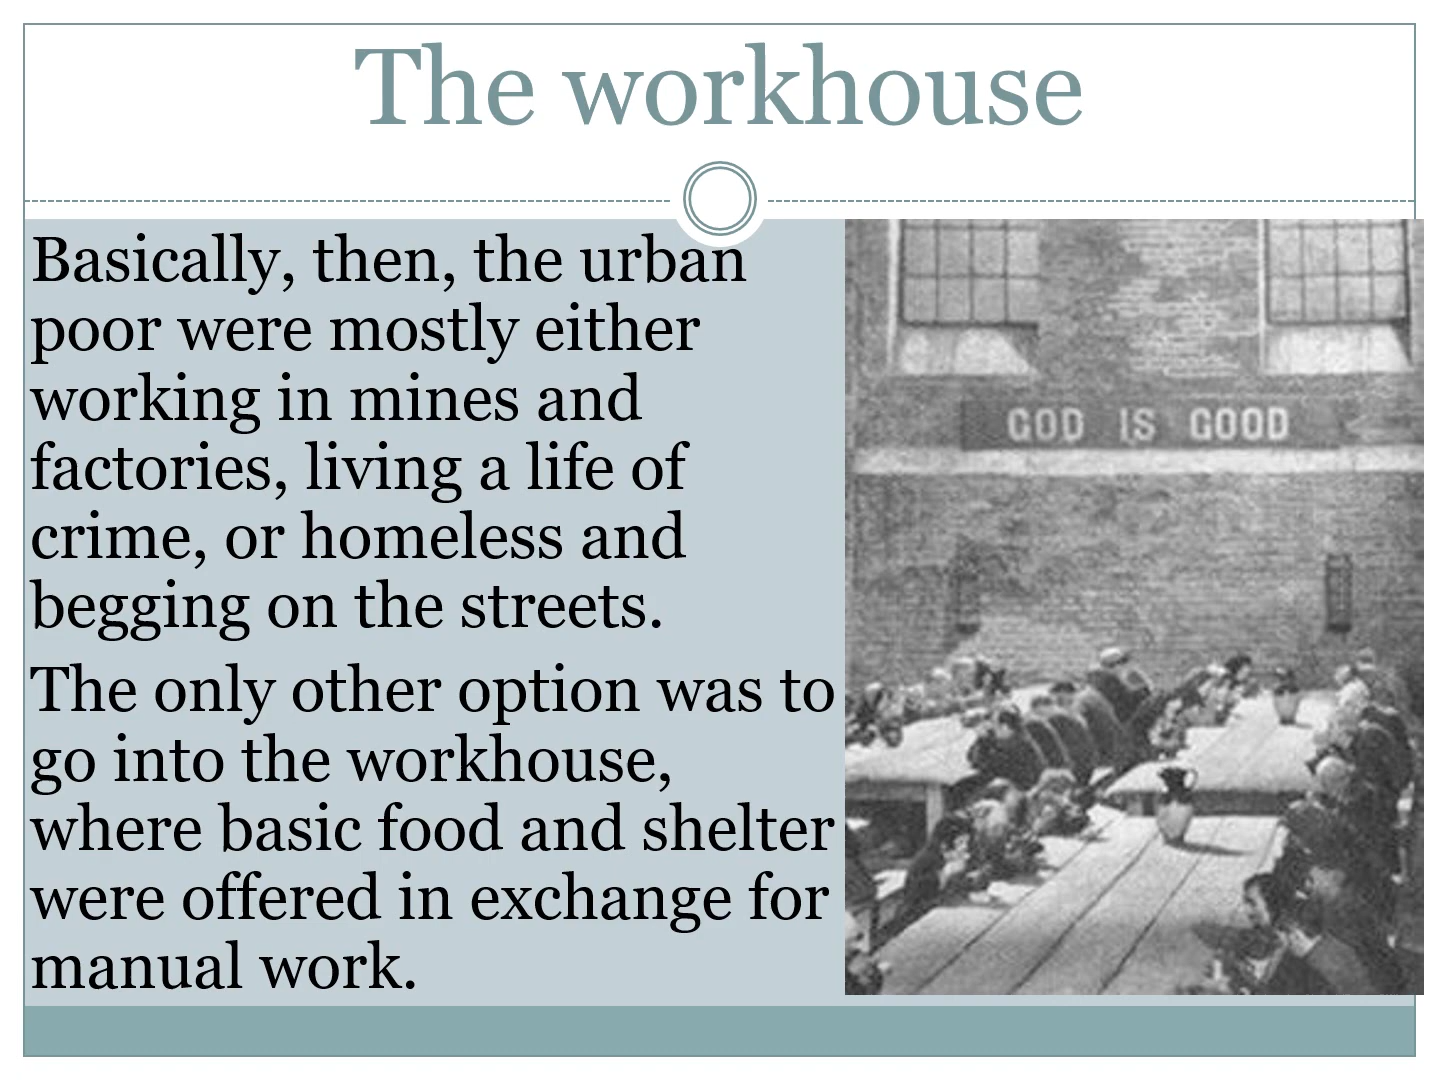 The workhouse
Basically, then, the urban
poor were mostly either
working in mines and
factories, living a life of
crime, or homeless and
begging on the streets.
The only other option was to
go into the workhouse,
where basic food and shelter
were offered in exchange for
manual work.
GOD IS GOOD